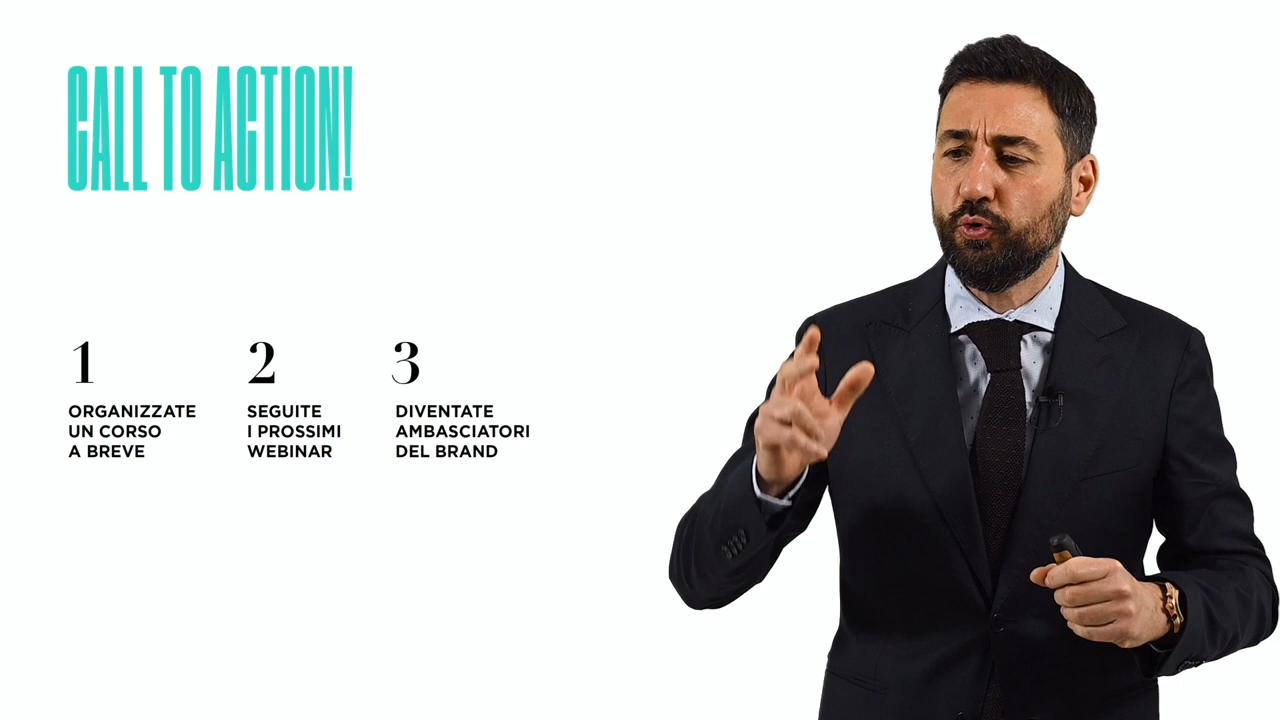 CALL TO ACTION!
1
ORGANIZZATE
UN CORSO
A BREVE
2
SEGUITE
I PROSSIMI
WEBINAR
3
DIVENTATE
AMBASCIATORI
DEL BRAND